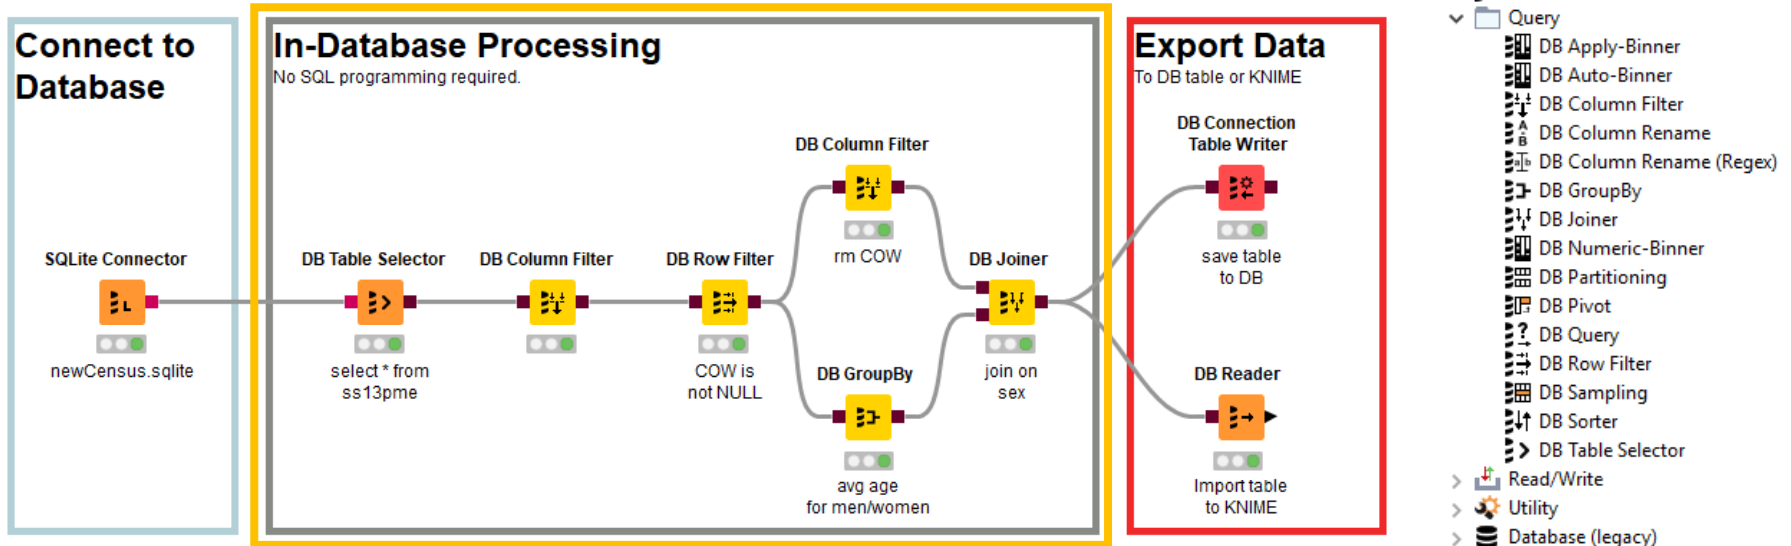 Connect to
Database
In-Database Processing
No SQL programming required.
Export Data
To DB table or KNIME
SQLite Connector
newCensus.sqlite
DB Table Selector
select * from
ss13pme
DB Column Filter
DB Row Filter
COW is
not NULL
DB Column Filter
rm COW
DB GroupBy
avg age
for men/women
DB Joiner
join on
sex
DB Connection
Table Writer
save table
to DB
DB Reader
Import table
to KNIME
Query
DB Apply-Binner
DB Auto-Binner
DB Column Filter
DB Column Rename
DB Column Rename (Regex)
DB GroupBy
DB Joiner
DB Numeric-Binner
DB Partitioning
DB Pivot
DB Query
DB Row Filter
DB Sampling
DB Sorter
DB Table Selector
Read/Write
Utility
Database (legacy)